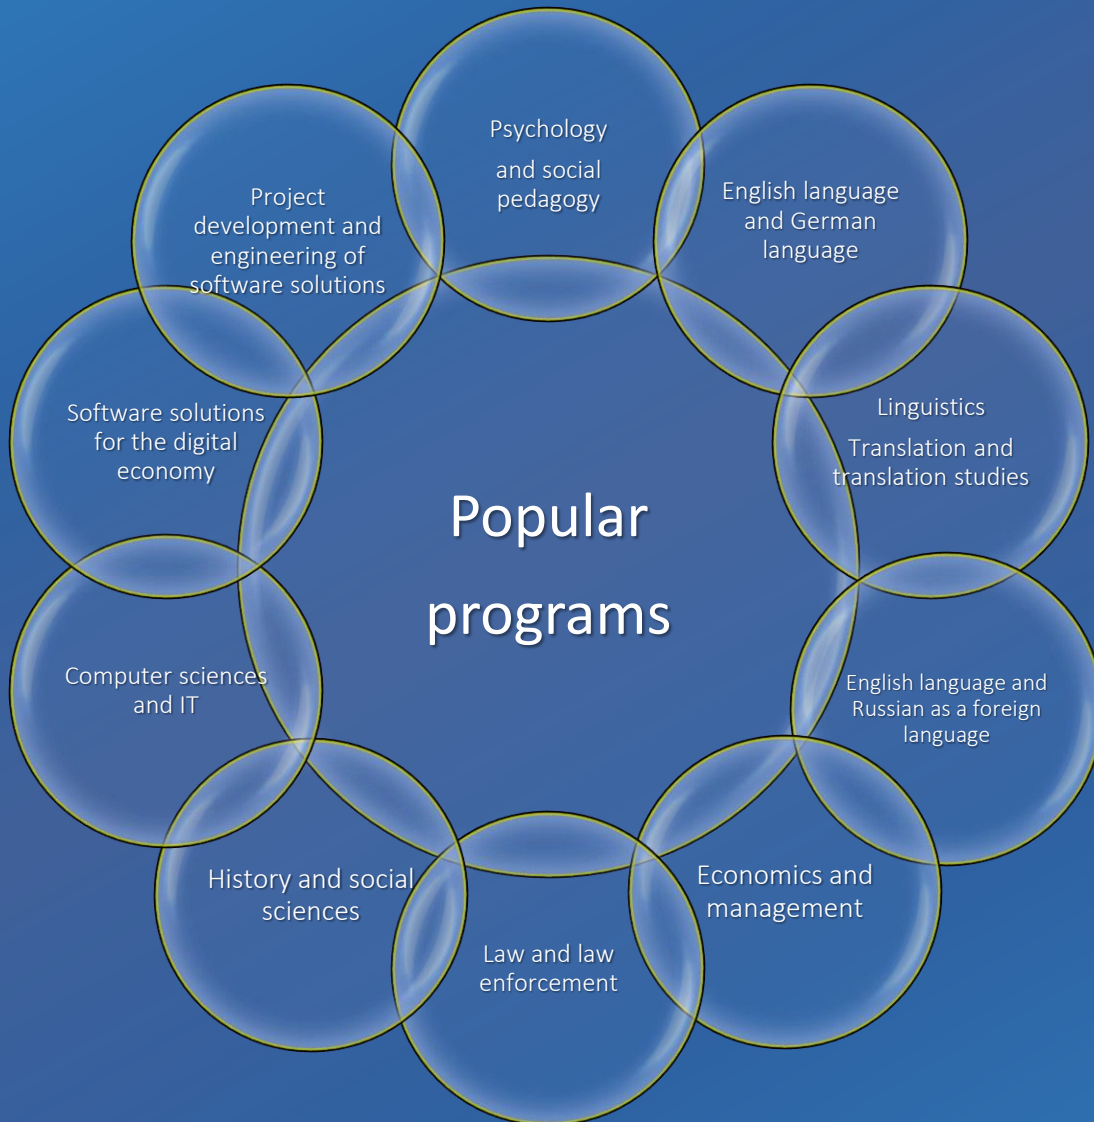 Psychology
and social
pedagogy
English language
and German
language
Linguistics
Translation and
translation studies
English language and
Russian as a foreign
language
Economics and
management
Law and law
enforcement
History and social
sciences
Computer sciences
and IT
Software solutions
for the digital
economy
Project
development and
engineering of
software solutions
Popular
programs